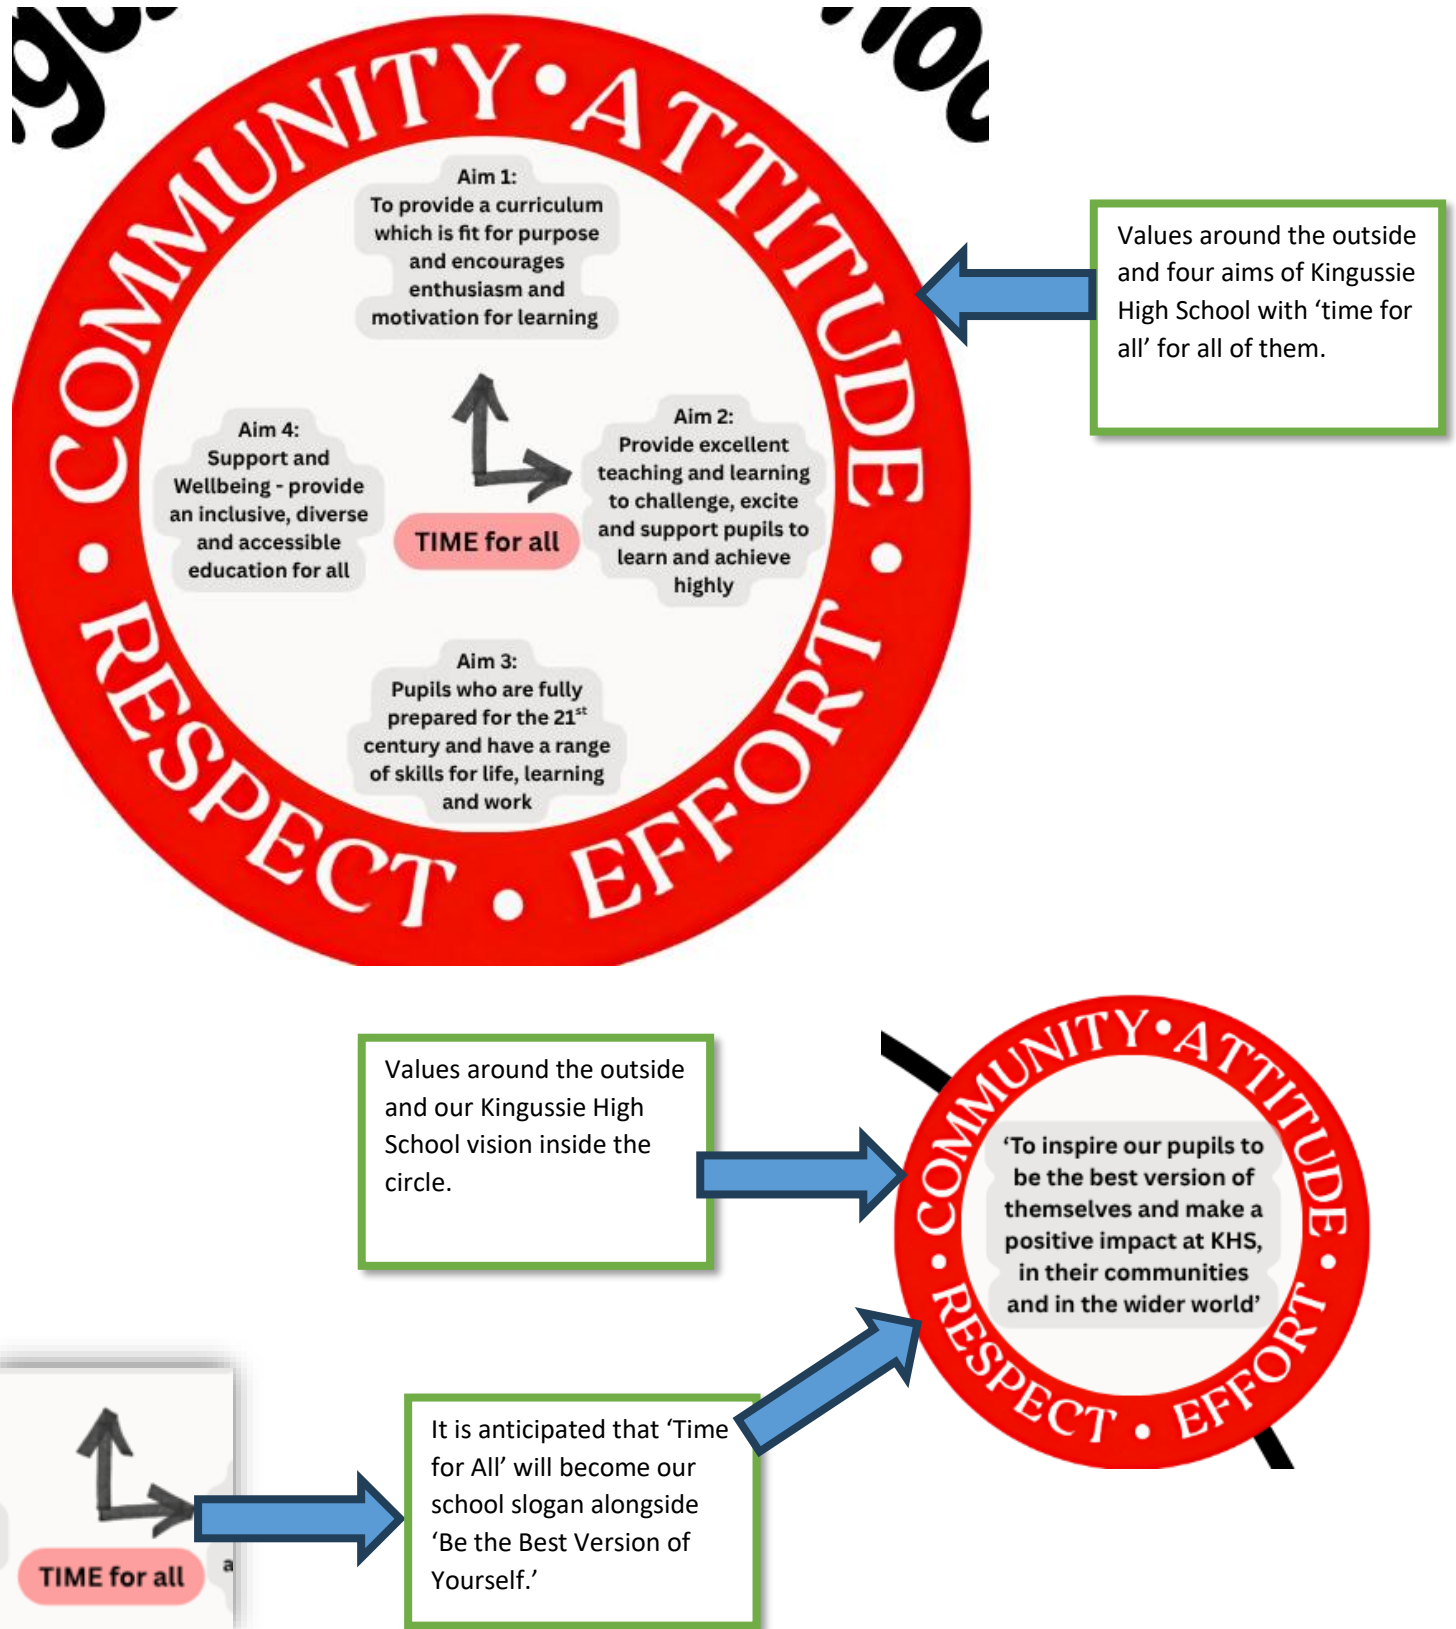 COMMUNITY • ATTITUDE • EFFORT • RESPECT •
Aim 1:
To provide a curriculum
which is fit for purpose
and encourages
enthusiasm and
motivation for learning
Aim 2:
Provide excellent
teaching and learning
to challenge, excite
and support pupils to
learn and achieve
highly
Aim 3:
Pupils who are fully
prepared for the 21st
century and have a range
of skills for life, learning
and work
Aim 4:
Support and
Wellbeing - provide
an inclusive, diverse
and accessible
education for all
TIME for all
Values around the outside
and four aims of Kingussie
High School with ‘time for
all’ for all of them.
Values around the outside
and our Kingussie High
School vision inside the
circle.
COMMUNITY • ATTITUDE • EFFORT • RESPECT •
‘To inspire our pupils to
be the best version of
themselves and make a
positive impact at KHS,
in their communities
and in the wider world’
TIME for all
a
It is anticipated that ‘Time
for All’ will become our
school slogan alongside
‘Be the Best Version of
Yourself.’